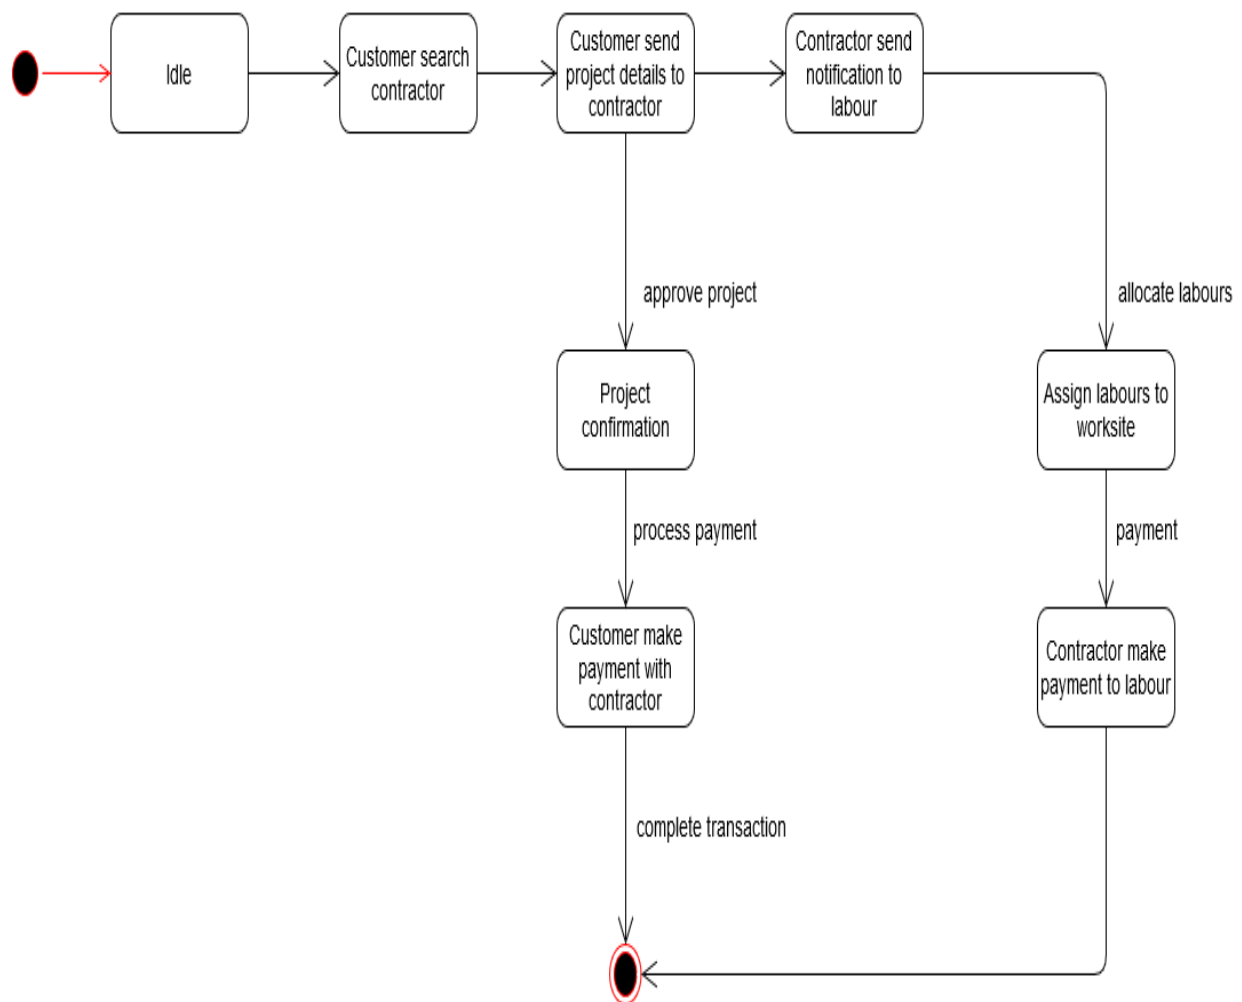 Idle
Customer search
contractor
Customer send
project details to
contractor
Contractor send
notification to
labour
approve project
allocate labours
Project
confirmation
Assign labours to
worksite
process payment
payment
Customer make
payment with
contractor
Contractor make
payment to labour
complete transaction